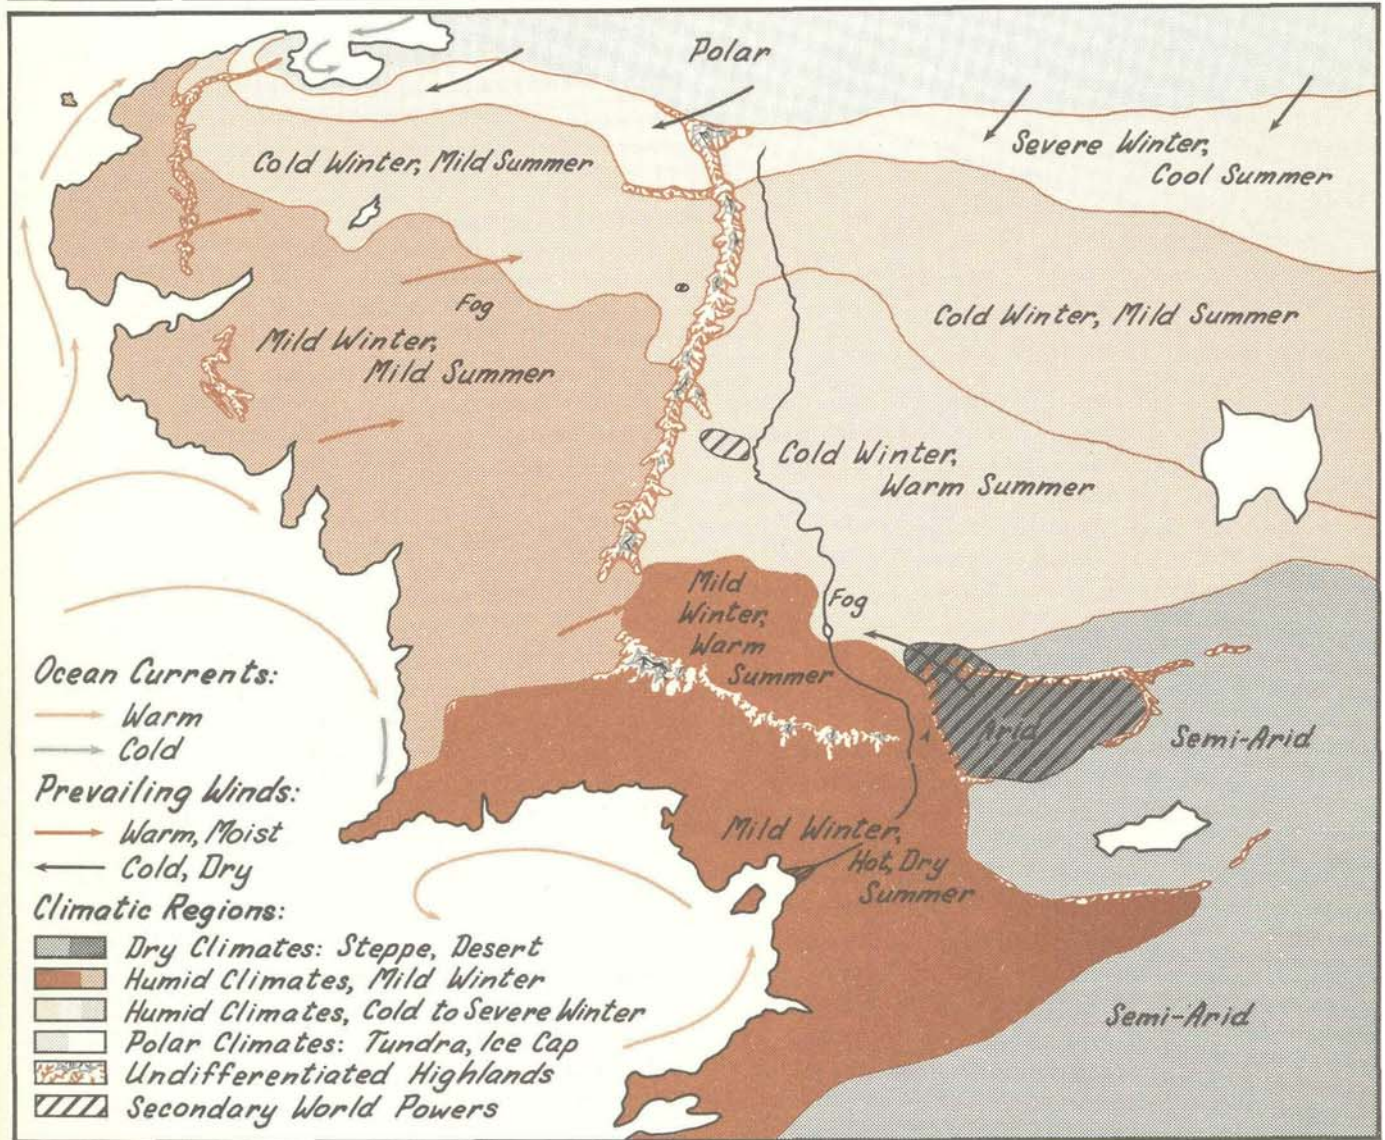 Polar
Severe Winter,
Cool Summer
Cold Winter, Mild Summer
Fog
Cold Winter, Mild Summer
Mild Winter,
Mild Summer
Cold Winter,
Warm Summer
Mild
Winter,
Warm
Summer
Fog
Arid
Semi-Arid
Mild Winter,
Hot, Dry
Summer
Semi-Arid
Ocean Currents:
Warm
Cold
Prevailing Winds:
Warm, Moist
Cold, Dry
Climatic Regions:
Dry Climates: Steppe, Desert
Humid Climates, Mild Winter
Humid Climates, Cold to Severe Winter
Polar Climates: Tundra, Ice Cap
Undifferentiated Highlands
Secondary World Powers